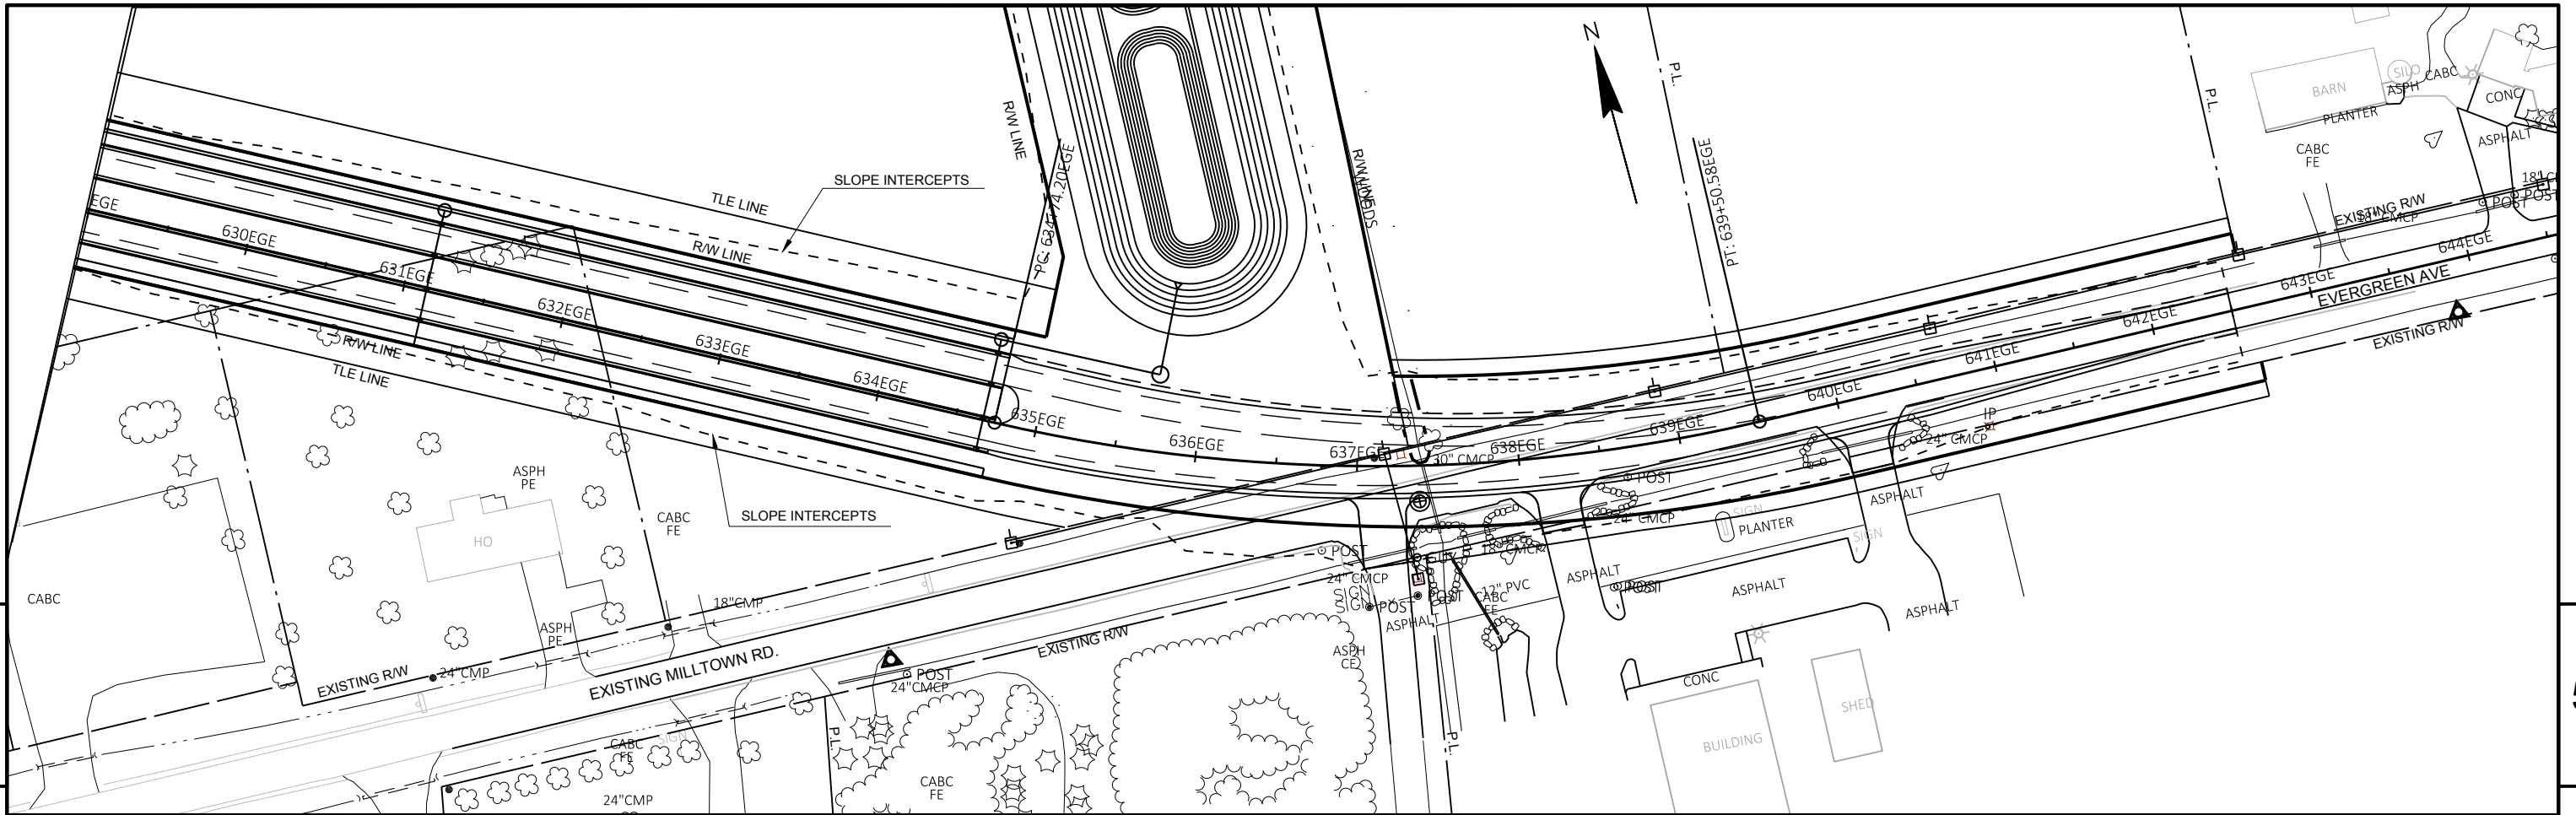 EGE
630EGE
631EGE
632EGE
633EGE
634EGE
635EGE
636EGE
638EGE
639EGE
640EGE
641EGE
642EGE
643EGE
644EGE
TLE LINE
SLOPE INTERCEPTS
R/W LINE
R/W LINE
R/W LINE
TLE LINE
SLOPE INTERCEPTS
N
P.L.
PT: 639+50.58EGE
P.L.
BARN
SILO
CABC
ASPH
CONC
PLANTER
ASPHALT
CABC
FE
EXISTING R/W
18" CMCP
POST
POST
EVERGREEN AVE
EXISTING R/W
30" CMCP
IP
24" CMCP
POST
24" CMCP
SIGN
PLANTER
ASPHALT
SIGN
18" CMCP
POST
24" CMCP
SIGN
POST
ASPHALT
12" PVC
CABC
FE
ASPHALT
ASPHALT
ASPHALT
CONC
SHED
BUILDING
ASPH
CE
P.L.
ASPH
PE
HO
CABC
FE
CABC
18"CMP
ASPH
PE
EXISTING R/W
24"CMP
EXISTING MILLTOWN RD.
EXISTING R/W
POST
24"CMCP
P.L.
SIGN
CABC
FE
CABC
FE
24"CMP